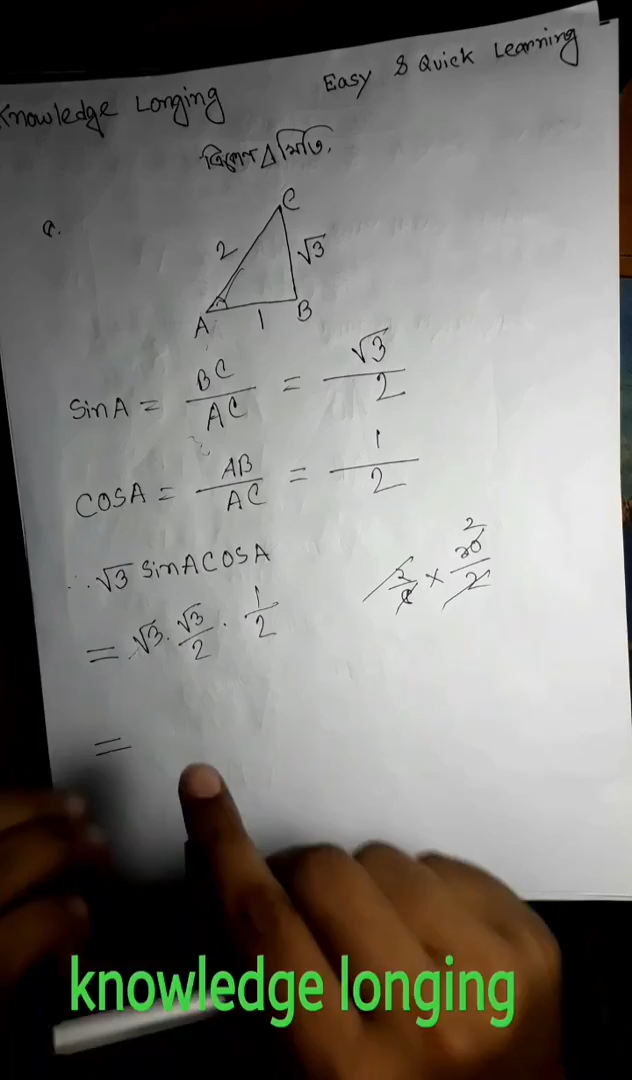 Knowledge Longing
Easy & Quick Learning
ত্রিকোণ△মিতি.
C
2
√3
A
1
B
SinA = BC/AC = √3/2
COSA = AB/AC = 1/2
∴ √3 SinACOSA
= √3. √3/2 . 1/2
=
knowledge longing